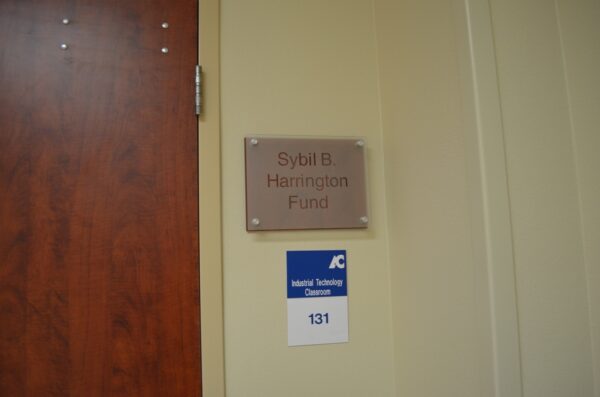 Sybil B.
Harrington
Fund
AC
Industrial Technology
Classroom
131